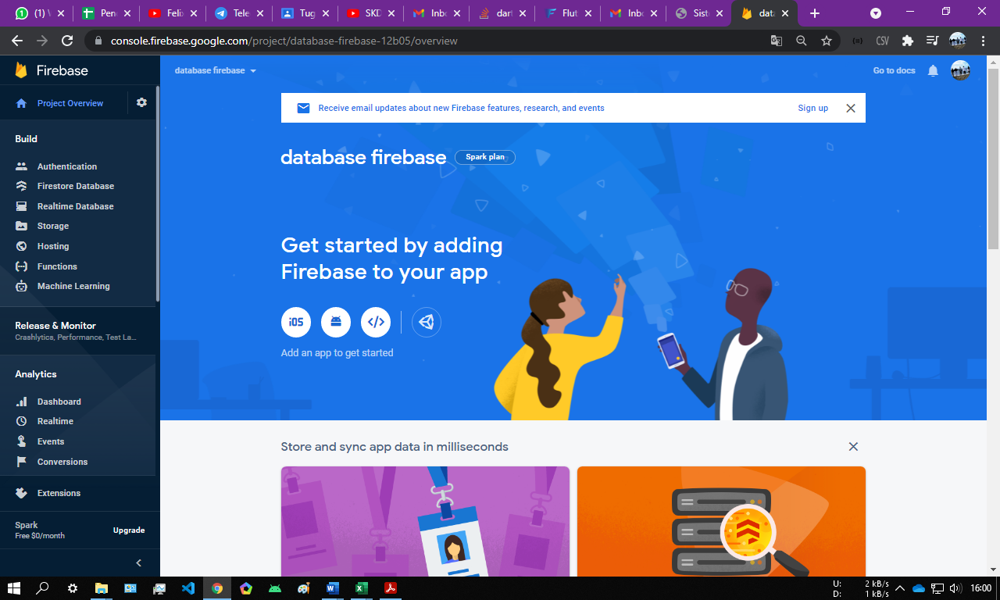 (1) W
Pen
Felix
Tele
Tug
SKD
Inbo
dart
Flut
Inbo
Sist
data
console.firebase.google.com/project/database-firebase-12b05/overview
CSV
Firebase
database firebase
Go to docs
Project Overview
Receive email updates about new Firebase features, research, and events
Sign up
Build
database firebase
Spark plan
Authentication
Firestore Database
Realtime Database
Storage
Hosting
Functions
Machine Learning
Get started by adding
Firebase to your app
iOS
Add an app to get started
Release & Monitor
Crashlytics, Performance, Test La...
Analytics
Dashboard
Realtime
Events
Conversions
Extensions
Store and sync app data in milliseconds
Spark
Free $0/month
Upgrade
U: 2 kB/s
D: 1 kB/s
16:00